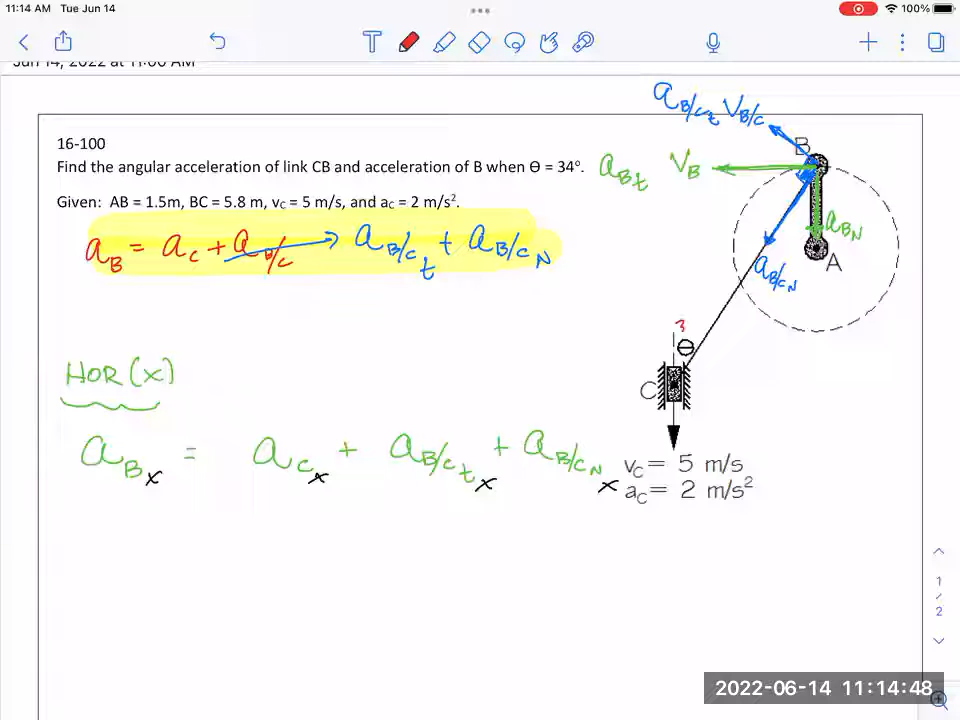 11:14 AM Tue Jun 14
100%
Jun 14, 2022 at 11:00 AM
16-100
Find the angular acceleration of link CB and acceleration of B when ϴ = 34°.
Given: AB = 1.5m, BC = 5.8 m, vC = 5 m/s, and aC = 2 m/s².
aB = aC + aB/C → aB/Ct + aB/CN
aB/Ct VB/C
B
aBt VB
aBN
A
aB/CN
3
ϴ
C
HOR (x)
aBx = aCx + aB/Ctx + aB/CNx
vC = 5 m/s
aC = 2 m/s²
1
/
2
2022-06-14 11:14:48